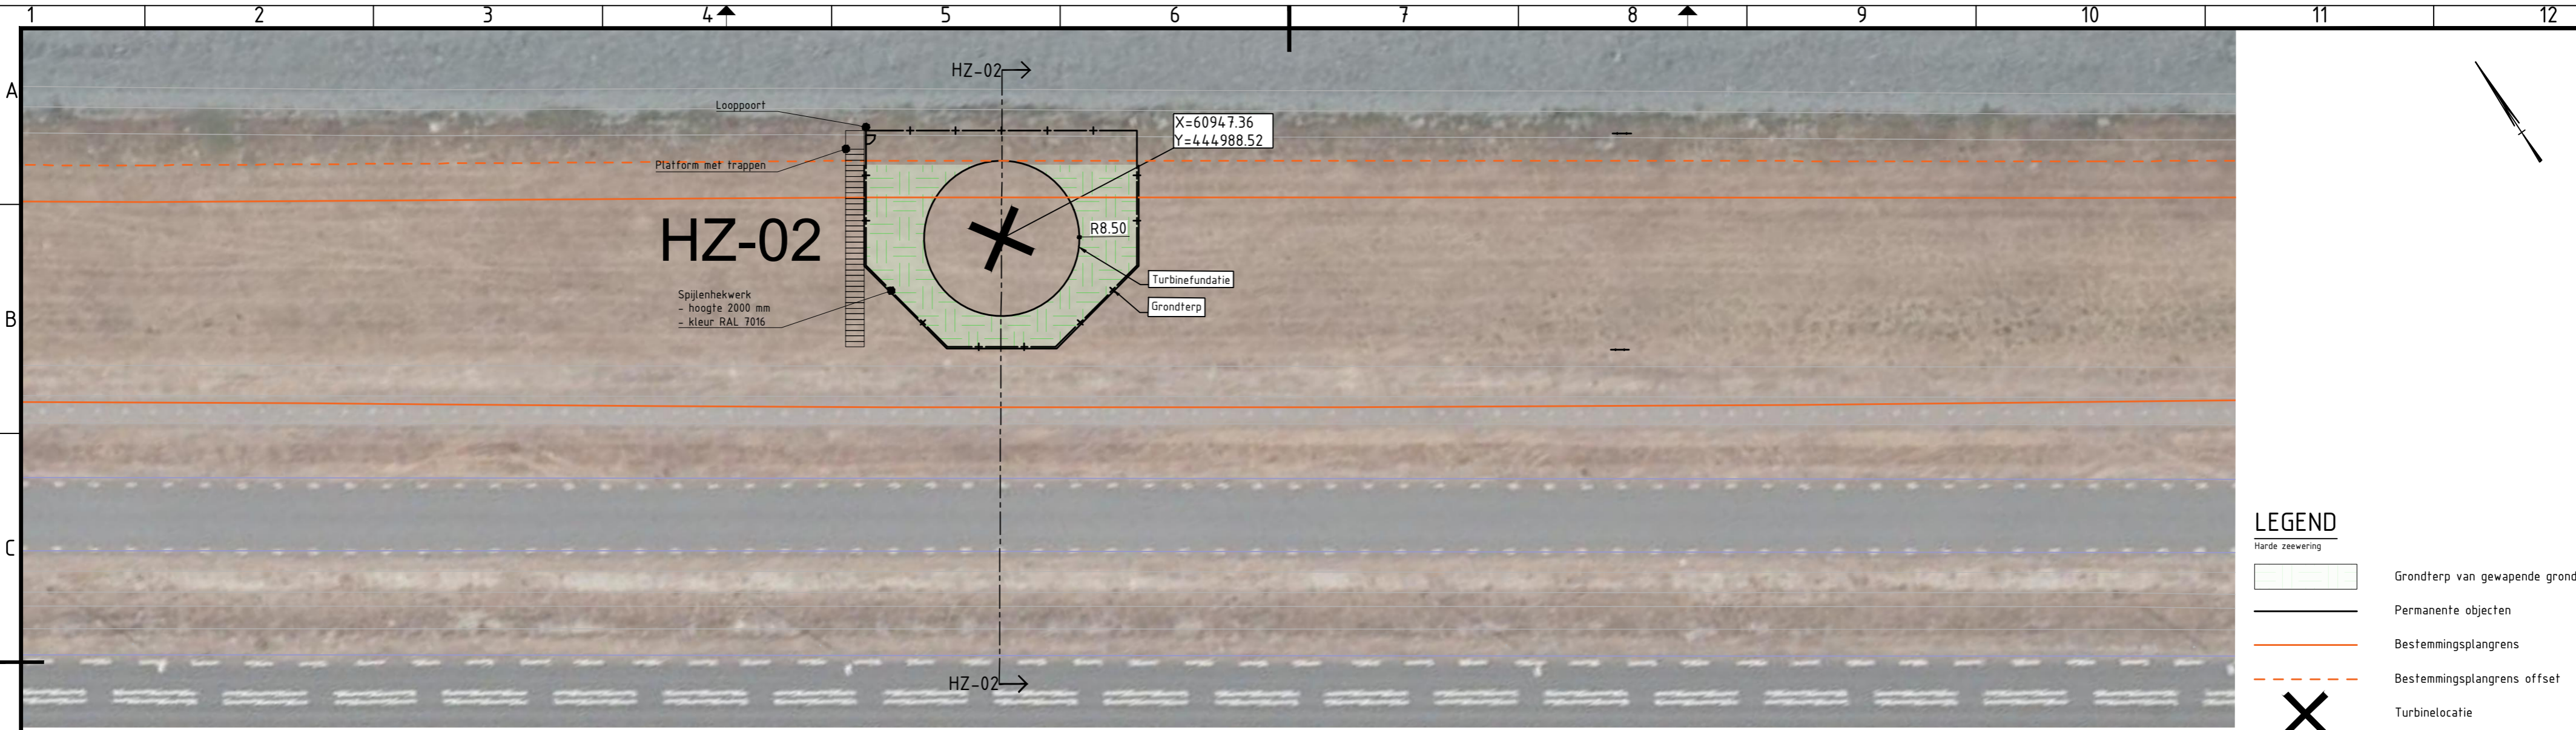 1 2 3 4 5 6 7 8 9 10 11 12
A
HZ-02
Looppoort
X=60947.36
Y=444988.52
Platform met trappen
HZ-02
R8.50
Turbinefundatie
Spijlenhekwerk
- hoogte 2000 mm
- kleur RAL 7016
Grondterp
B
C
HZ-02
LEGEND
Harde zeewering
Grondterp van gewapende grond
Permanente objecten
Bestemmingsplangrens
Bestemmingsplangrens offset
Turbinelocatie